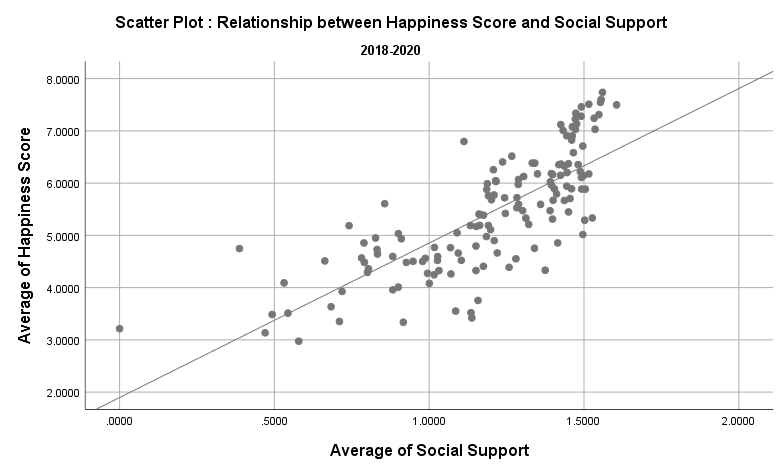 Scatter Plot : Relationship between Happiness Score and Social Support
2018-2020
Average of Happiness Score
8.0000
7.0000
6.0000
5.0000
4.0000
3.0000
2.0000
.0000 .5000 1.0000 1.5000 2.0000
Average of Social Support